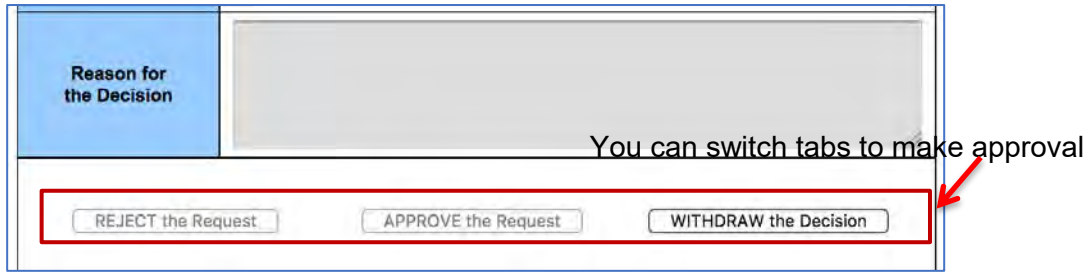 Reason for
the Decision
You can switch tabs to make approval
REJECT the Request
APPROVE the Request
WITHDRAW the Decision